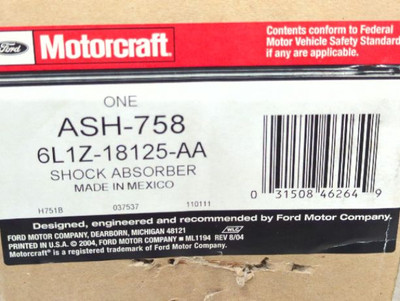 Ford Motorcraft®
Contents conform to Federal
Motor Vehicle Safety Standard
if any are applicable.
ONE
ASH-758
6L1Z-18125-AA
SHOCK ABSORBER
MADE IN MEXICO
H751B 037537 110111
0 31508 46264 9
Designed, engineered and recommended by Ford Motor Company.
FORD MOTOR COMPANY, DEARBORN, MICHIGAN 48121
PRINTED IN U.S.A. © 2004, FORD MOTOR COMPANY # ML1194 REV 8/04
Motorcraft® is a registered trademark of Ford Motor Company.